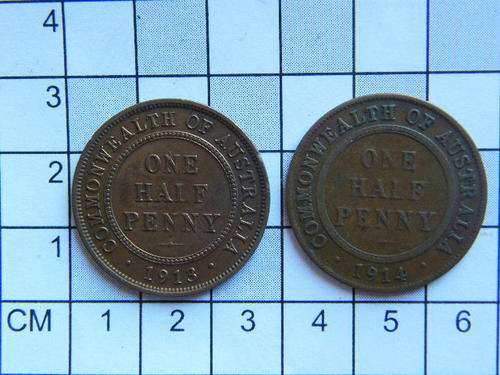 4
3
2
1
CM 1 2 3 4 5 6
COMMONWEALTH OF AUSTRALIA
ONE
HALF
PENNY
· 1913 ·
COMMONWEALTH OF AUSTRALIA
ONE
HALF
PENNY
· 1914 ·